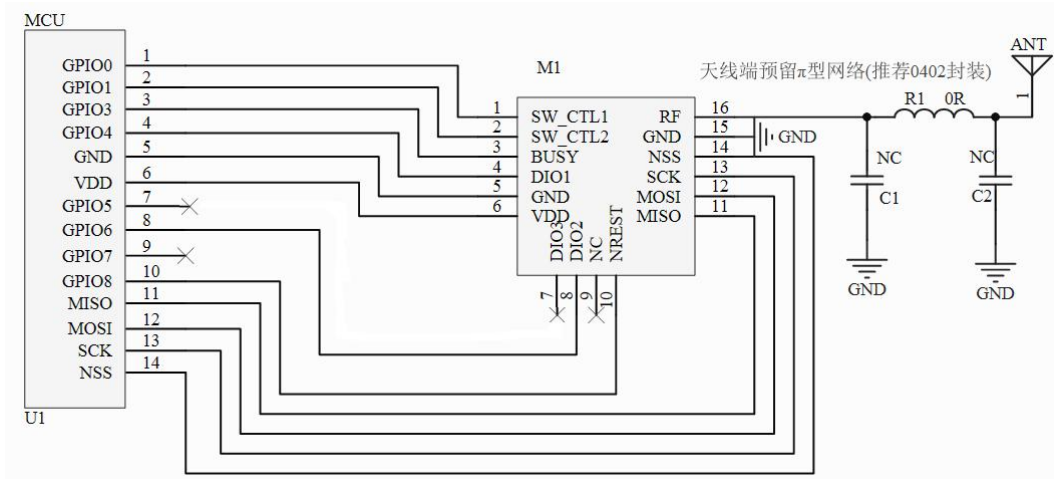 MCU
GPIO0 1
GPIO1 2
GPIO3 3
GPIO4 4
GND 5
VDD 6
GPIO5 7
GPIO6 8
GPIO7 9
GPIO8 10
MISO 11
MOSI 12
SCK 13
NSS 14
U1
M1
1 SW_CTL1
2 SW_CTL2
3 BUSY
4 DIO1
5 GND
6 VDD
7 DIO3
8 DIO2
9 NC
10 NREST
RF 16
GND 15
NSS 14
SCK 13
MOSI 12
MISO 11
GND
天线端预留π型网络(推荐0402封装)
ANT
1
R1 0R
NC
C1
GND
NC
C2
GND